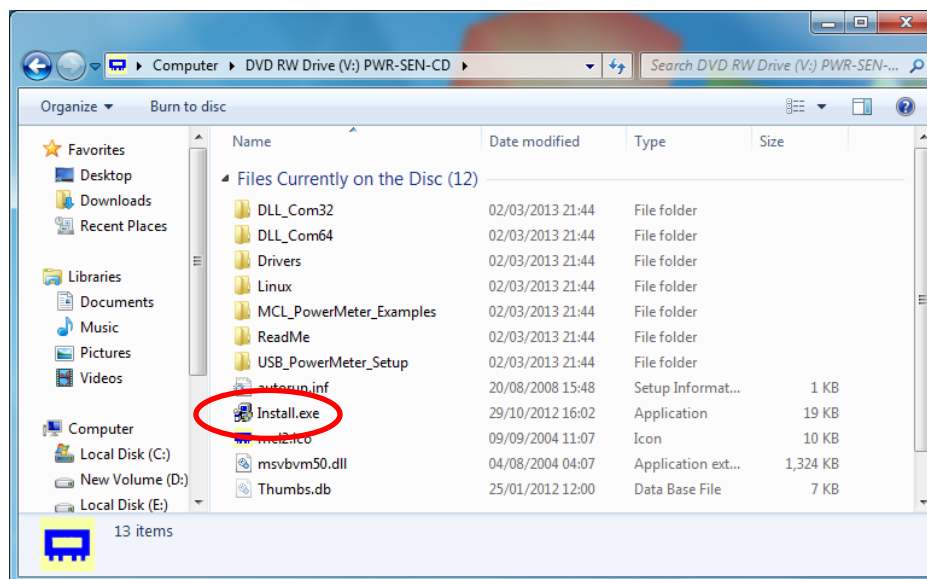 Computer ▸ DVD RW Drive (V:) PWR-SEN-CD ▸ Search DVD RW Drive (V:) PWR-SEN-...
Organize Burn to disc
Name Date modified Type Size
Favorites
Desktop
Downloads
Recent Places
Libraries
Documents
Music
Pictures
Videos
Computer
Local Disk (C:)
New Volume (D:)
Local Disk (E:)
Files Currently on the Disc (12)
DLL_Com32 02/03/2013 21:44 File folder
DLL_Com64 02/03/2013 21:44 File folder
Drivers 02/03/2013 21:44 File folder
Linux 02/03/2013 21:44 File folder
MCL_PowerMeter_Examples 02/03/2013 21:44 File folder
ReadMe 02/03/2013 21:44 File folder
USB_PowerMeter_Setup 02/03/2013 21:44 File folder
autorun.inf 20/08/2008 15:48 Setup Informat... 1 KB
Install.exe 29/10/2012 16:02 Application 19 KB
mcl2.ico 09/09/2004 11:07 Icon 10 KB
msvbvm50.dll 04/08/2004 04:07 Application ext... 1,324 KB
Thumbs.db 25/01/2012 12:00 Data Base File 7 KB
13 items